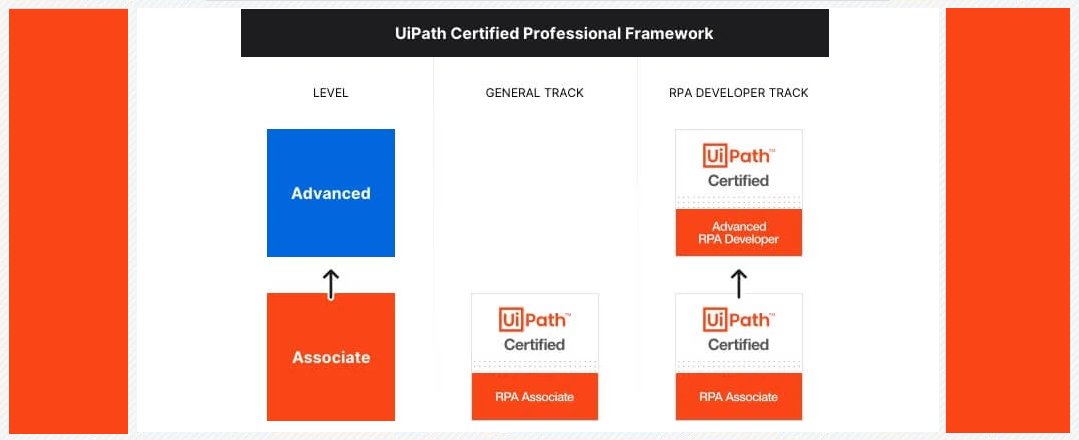 UiPath Certified Professional Framework
LEVEL
GENERAL TRACK
RPA DEVELOPER TRACK
Advanced
UiPath™
Certified
Advanced
RPA Developer
Associate
UiPath™
Certified
RPA Associate
UiPath™
Certified
RPA Associate